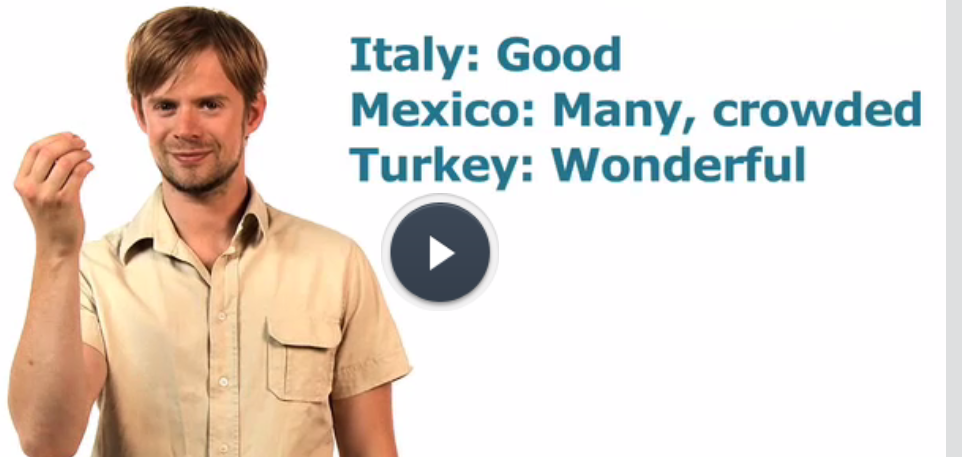 Italy: Good
Mexico: Many, crowded
Turkey: Wonderful